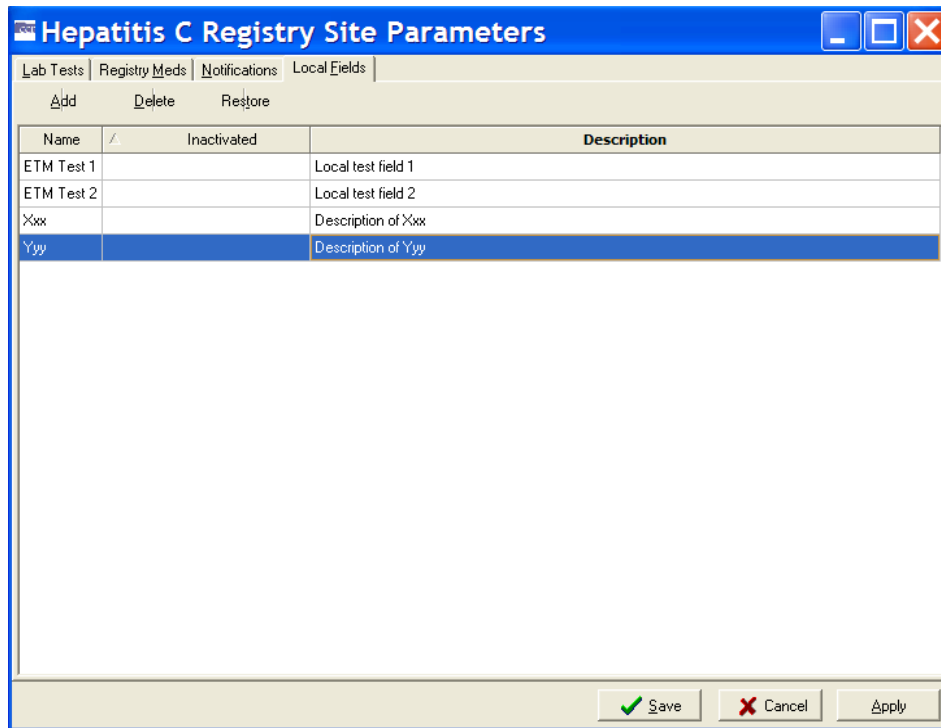 Hepatitis C Registry Site Parameters
Lab Tests Registry Meds Notifications Local Fields
Add Delete Restore
Name Inactivated Description
ETM Test 1 Local test field 1
ETM Test 2 Local test field 2
Xxx Description of Xxx
Yyy Description of Yyy
Save Cancel Apply